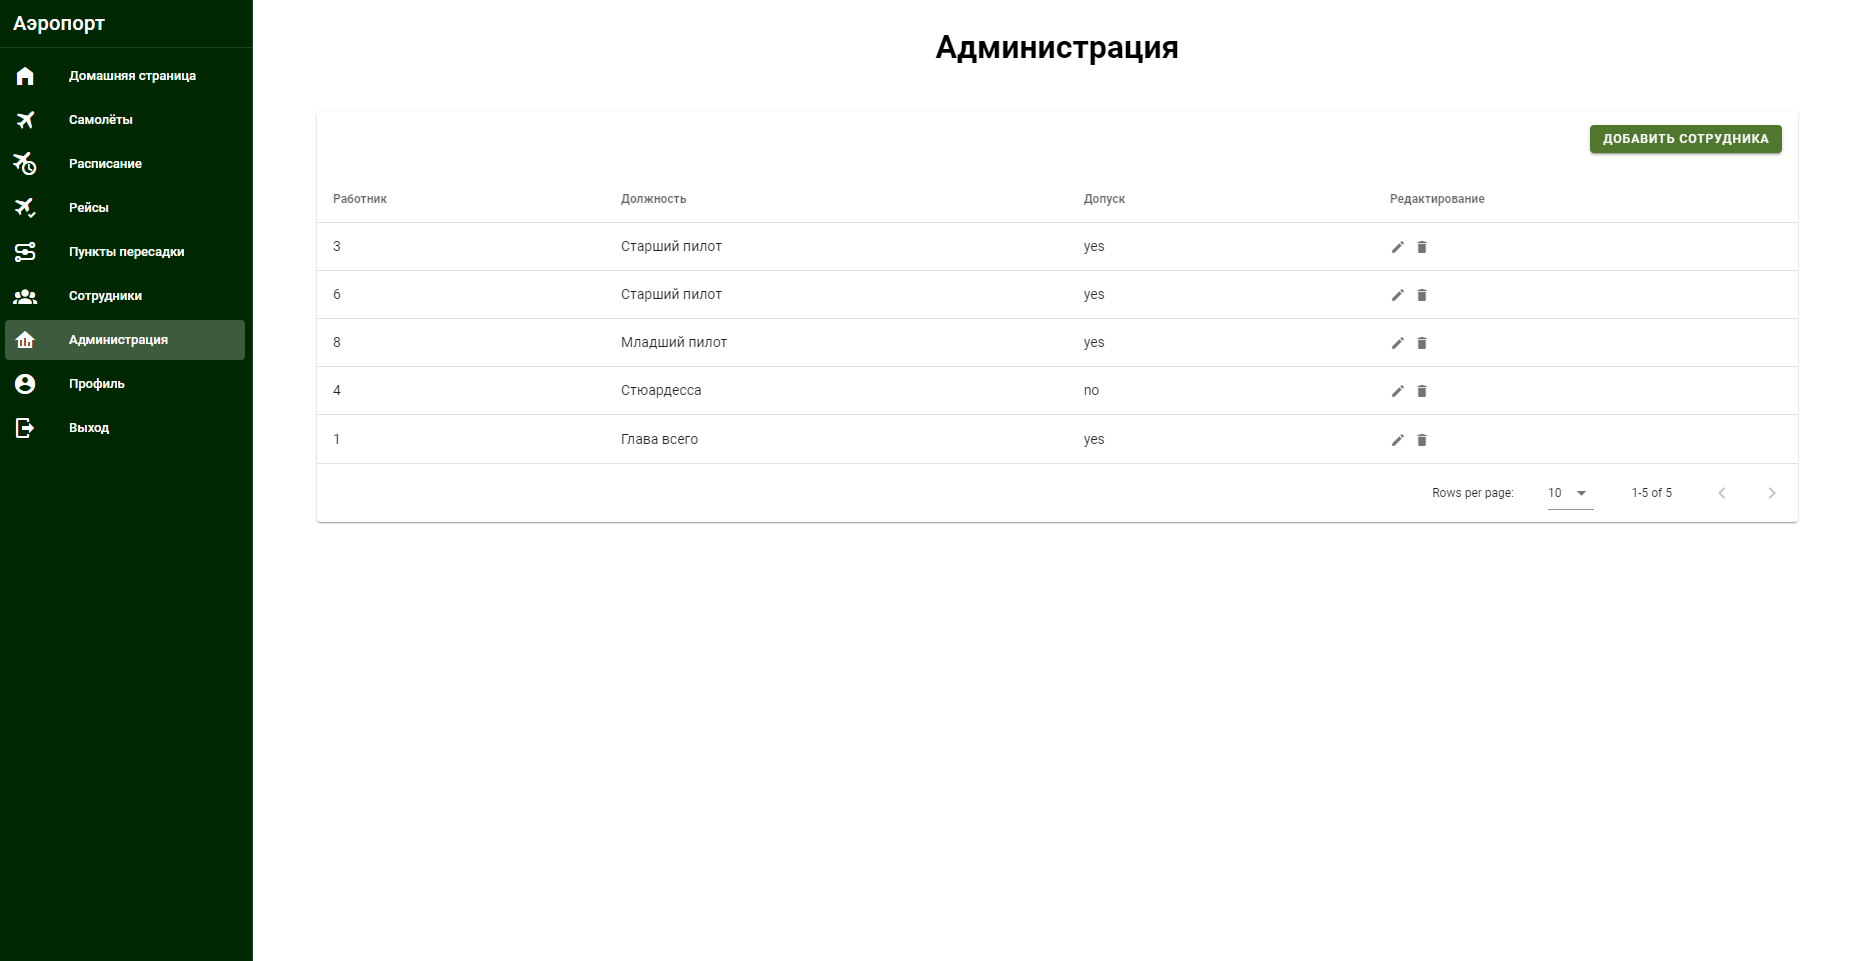 Аэропорт
Домашняя страница
Самолёты
Расписание
Рейсы
Пункты пересадки
Сотрудники
Администрация
Профиль
Выход
Администрация
ДОБАВИТЬ СОТРУДНИКА
Работник Должность Допуск Редактирование
3 Старший пилот yes
6 Старший пилот yes
8 Младший пилот yes
4 Стюардесса no
1 Глава всего yes
Rows per page: 10 1-5 of 5